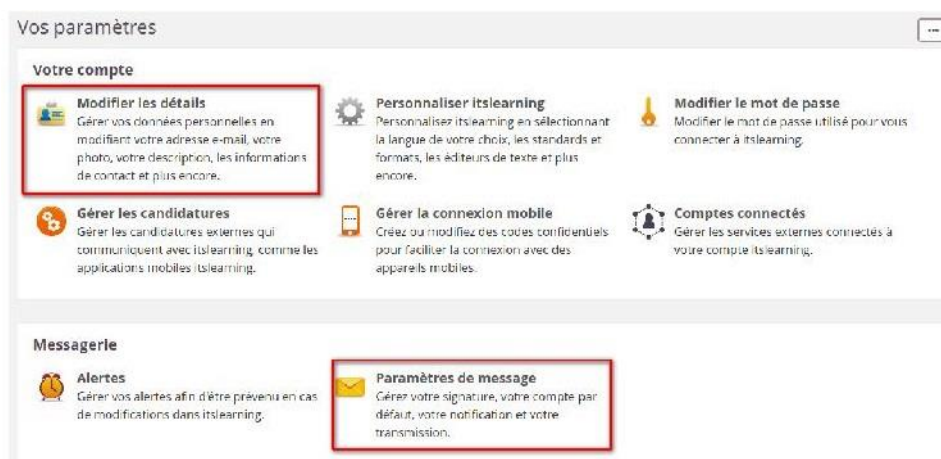 Vos paramètres
Votre compte
Modifier les détails
Gérer vos données personnelles en
modifiant votre adresse e-mail, votre
photo, votre description, les informations
de contact et plus encore.
Personnaliser itslearning
Personnalisez itslearning en sélectionnant
la langue de votre choix, les standards et
formats, les éditeurs de texte et plus
encore.
Modifier le mot de passe
Modifier le mot de passe utilisé pour vous
connecter à itslearning.
Gérer les candidatures
Gérer les candidatures externes qui
communiquent avec itslearning, comme les
applications mobiles itslearning.
Gérer la connexion mobile
Créez ou modifiez des codes confidentiels
pour faciliter la connexion avec des
appareils mobiles.
Comptes connectés
Gérer les services externes connectés à
votre compte itslearning.
Messagerie
Alertes
Gérer vos alertes afin d'être prévenu en cas
de modifications dans itslearning.
Paramètres de message
Gérez votre signature, votre compte par
défaut, votre notification et votre
transmission.